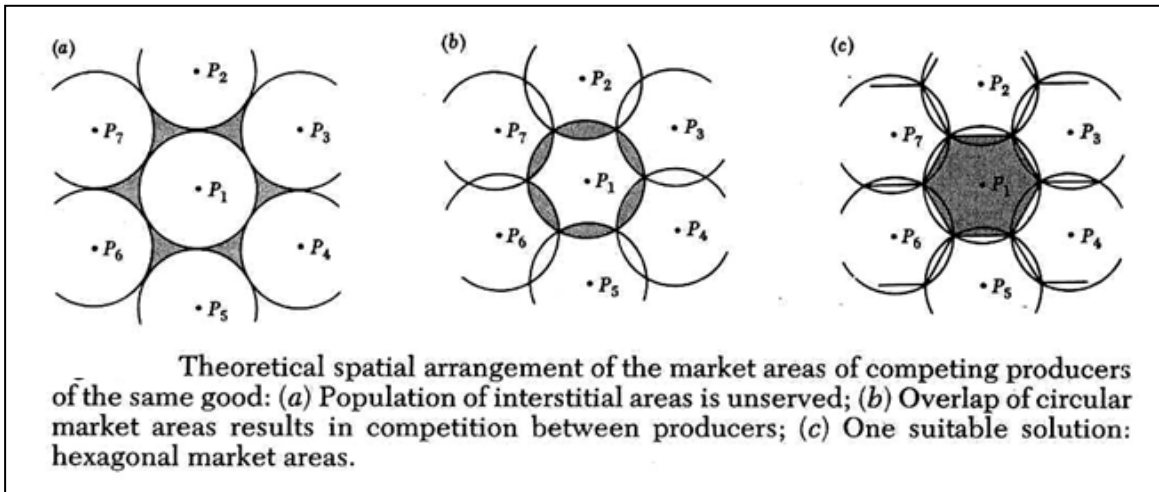 (a)
P2
P7
P3
P1
P6
P4
P5
(b)
P2
P7
P3
P1
P6
P4
P5
(c)
P2
P7
P3
P1
P6
P4
P5
Theoretical spatial arrangement of the market areas of competing producers
of the same good: (a) Population of interstitial areas is unserved; (b) Overlap of circular
market areas results in competition between producers; (c) One suitable solution:
hexagonal market areas.